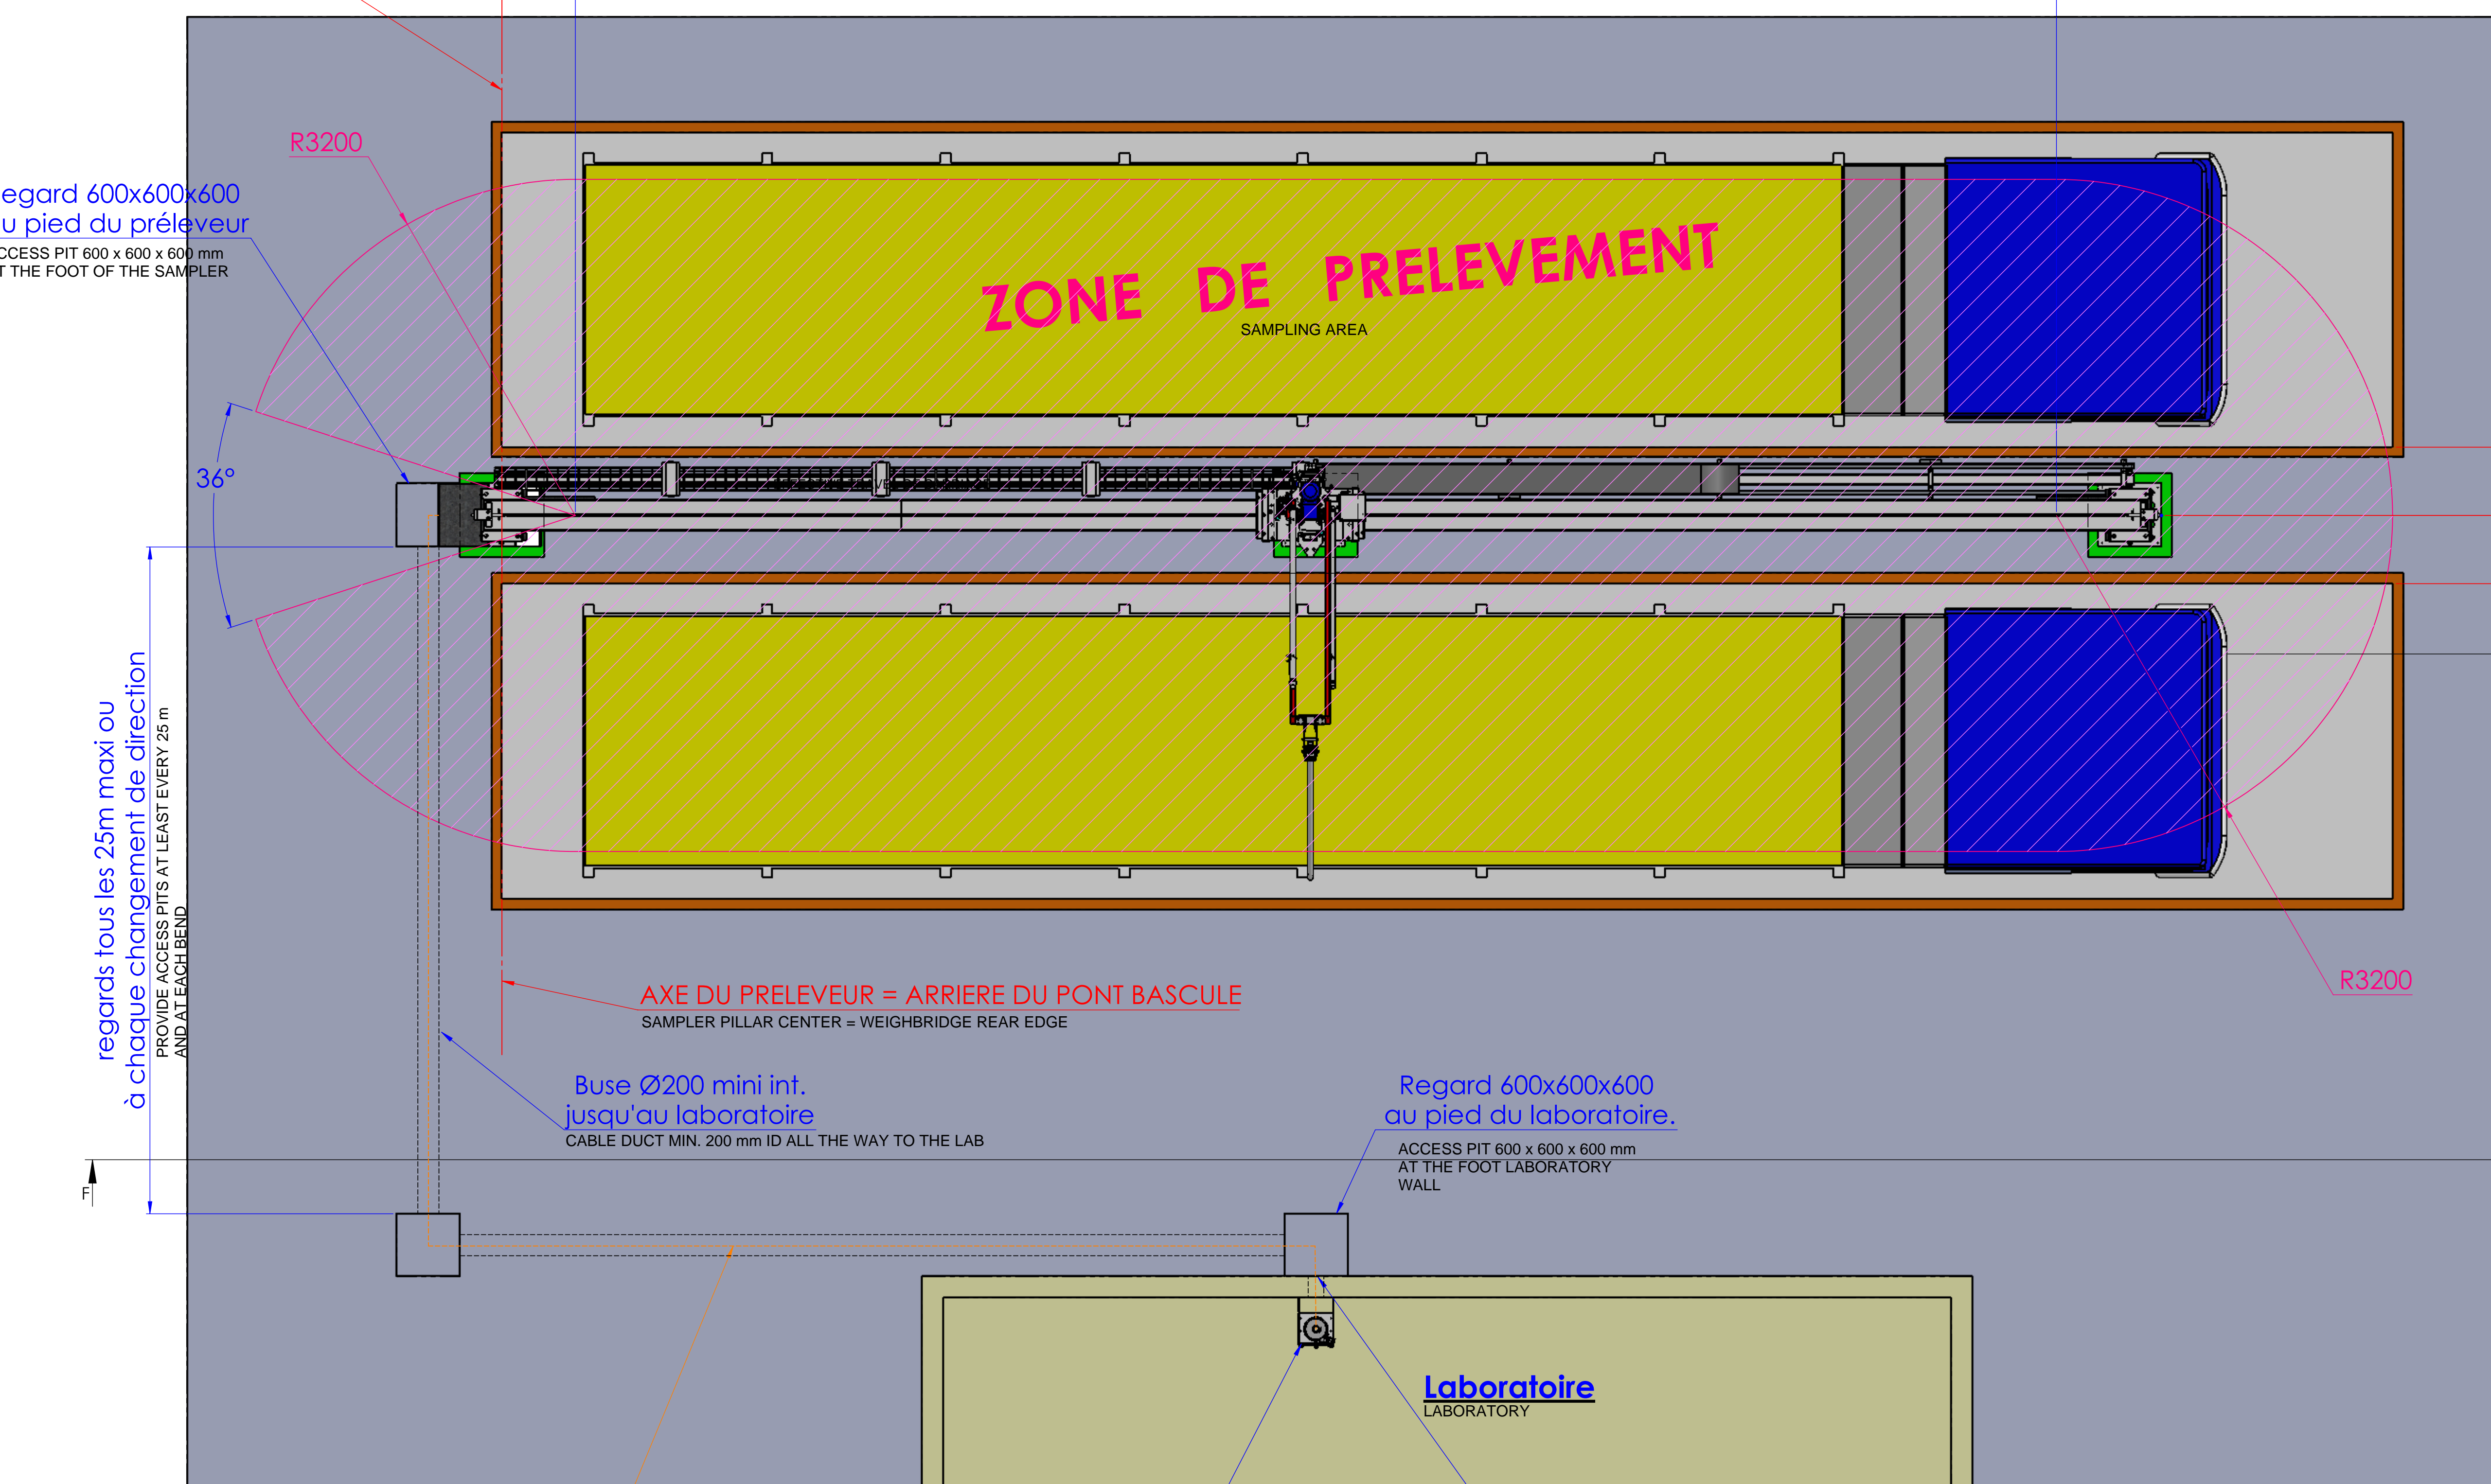 R3200
egard 600x600x600
u pied du préleveur
CCESS PIT 600 x 600 x 600 mm
T THE FOOT OF THE SAMPLER
ZONE DE PRELEVEMENT
SAMPLING AREA
36°
regards tous les 25m maxi ou
à chaque changement de direction
PROVIDE ACCESS PITS AT LEAST EVERY 25 m
AND AT EACH BEND
R3200
AXE DU PRELEVEUR = ARRIERE DU PONT BASCULE
SAMPLER PILLAR CENTER = WEIGHBRIDGE REAR EDGE
Buse Ø200 mini int.
jusqu'au laboratoire
CABLE DUCT MIN. 200 mm ID ALL THE WAY TO THE LAB
Regard 600x600x600
au pied du laboratoire.
ACCESS PIT 600 x 600 x 600 mm
AT THE FOOT LABORATORY
WALL
F
Laboratoire
LABORATORY